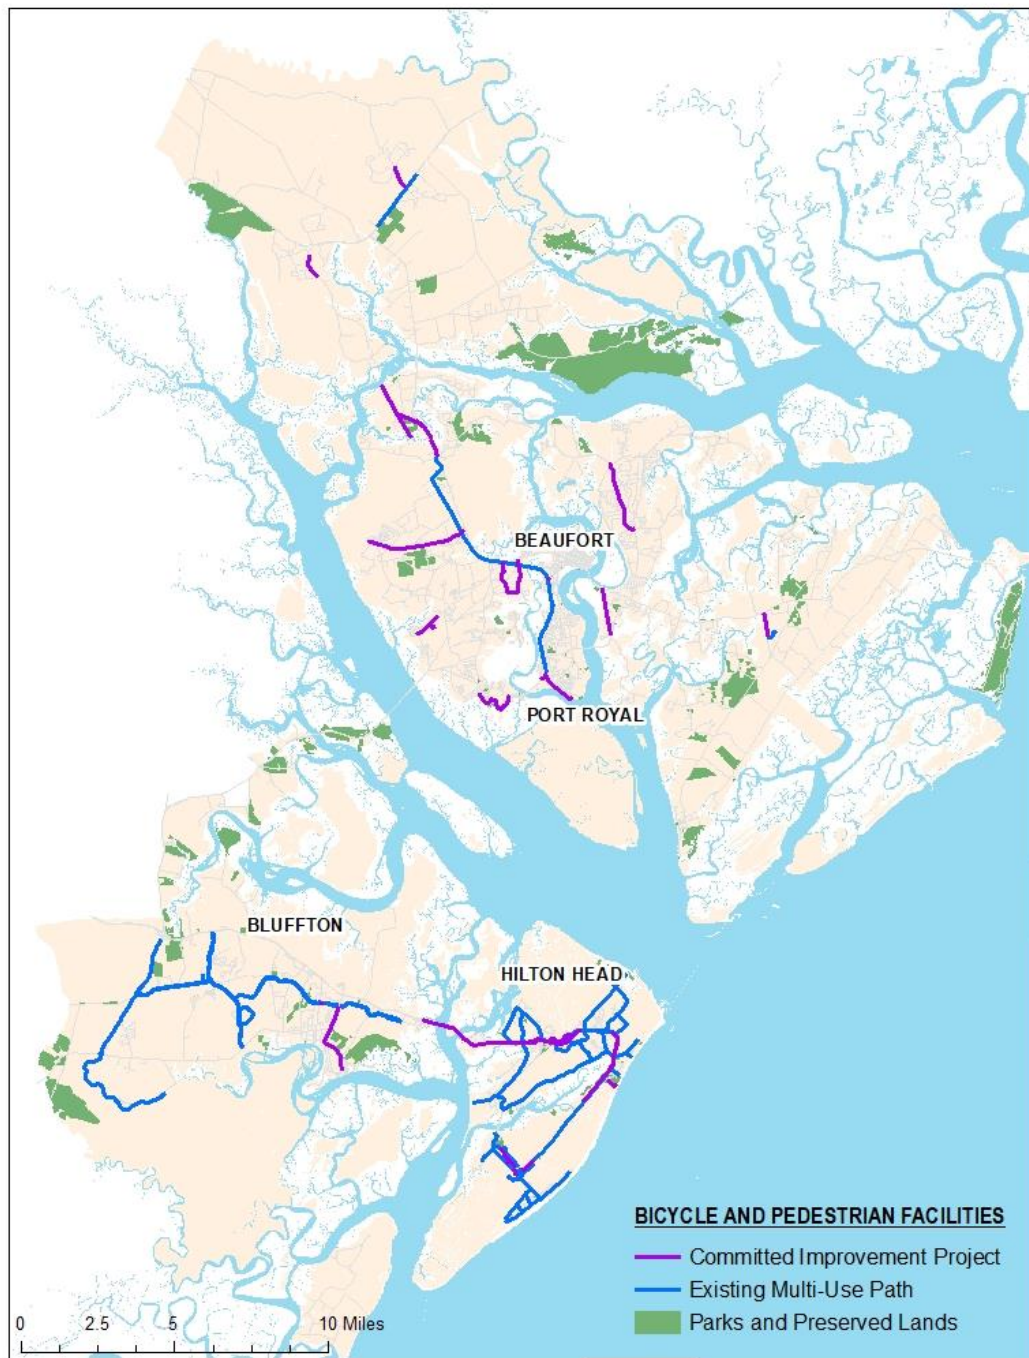 BEAUFORT
PORT ROYAL
BLUFFTON
HILTON HEAD
BICYCLE AND PEDESTRIAN FACILITIES
Committed Improvement Project
Existing Multi-Use Path
Parks and Preserved Lands
0 2.5 5 10 Miles